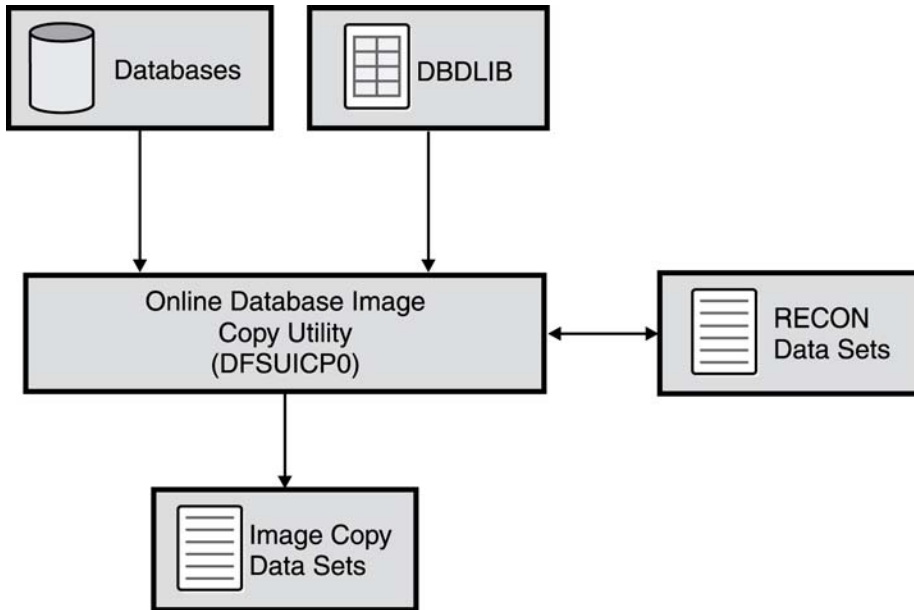 Databases
DBDLIB
Online Database Image
Copy Utility
(DFSUICP0)
RECON
Data Sets
Image Copy
Data Sets